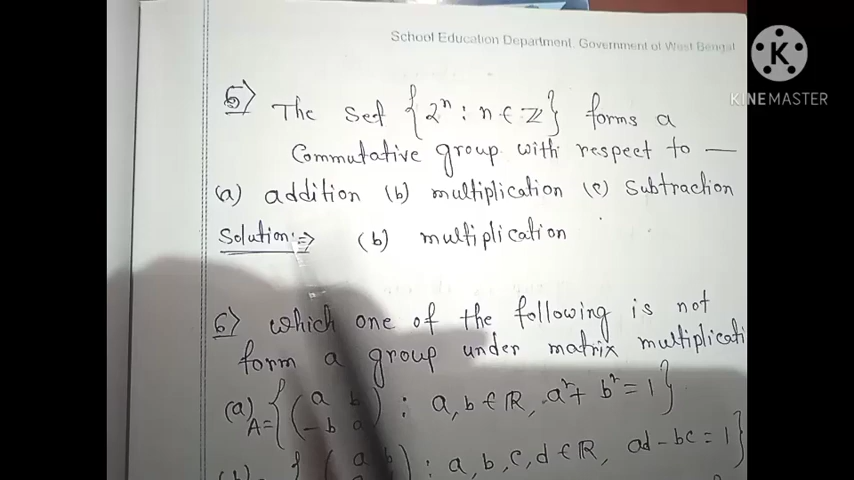 School Education Department. Government of West Bengal
K
KINEMASTER
5) The set {2ⁿ : n ∈ ℤ} forms a
Commutative group with respect to —
(a) addition (b) multiplication (c) Subtraction
Solution:⇒ (b) multiplication
6) which one of the following is not
form a group under matrix multiplicati
(a) A={(a b
-b a) : a, b ∈ ℝ, a² + b² = 1}
{(a b) : a, b, c, d ∈ ℝ, ad - bc = 1}